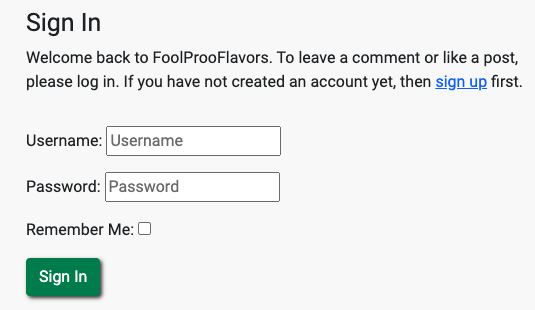 Sign In
Welcome back to FoolProoFlavors. To leave a comment or like a post,
please log in. If you have not created an account yet, then sign up first.
Username: Username
Password: Password
Remember Me:
Sign In